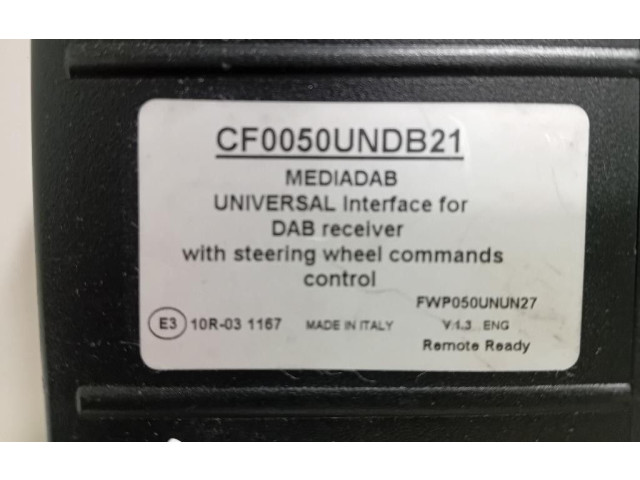 CF0050UNDB21
MEDIADAB
UNIVERSAL Interface for
DAB receiver
with steering wheel commands
control
FWP050UNUN27
E3 10R-03 1167 MADE IN ITALY V.1.3 ENG
Remote Ready